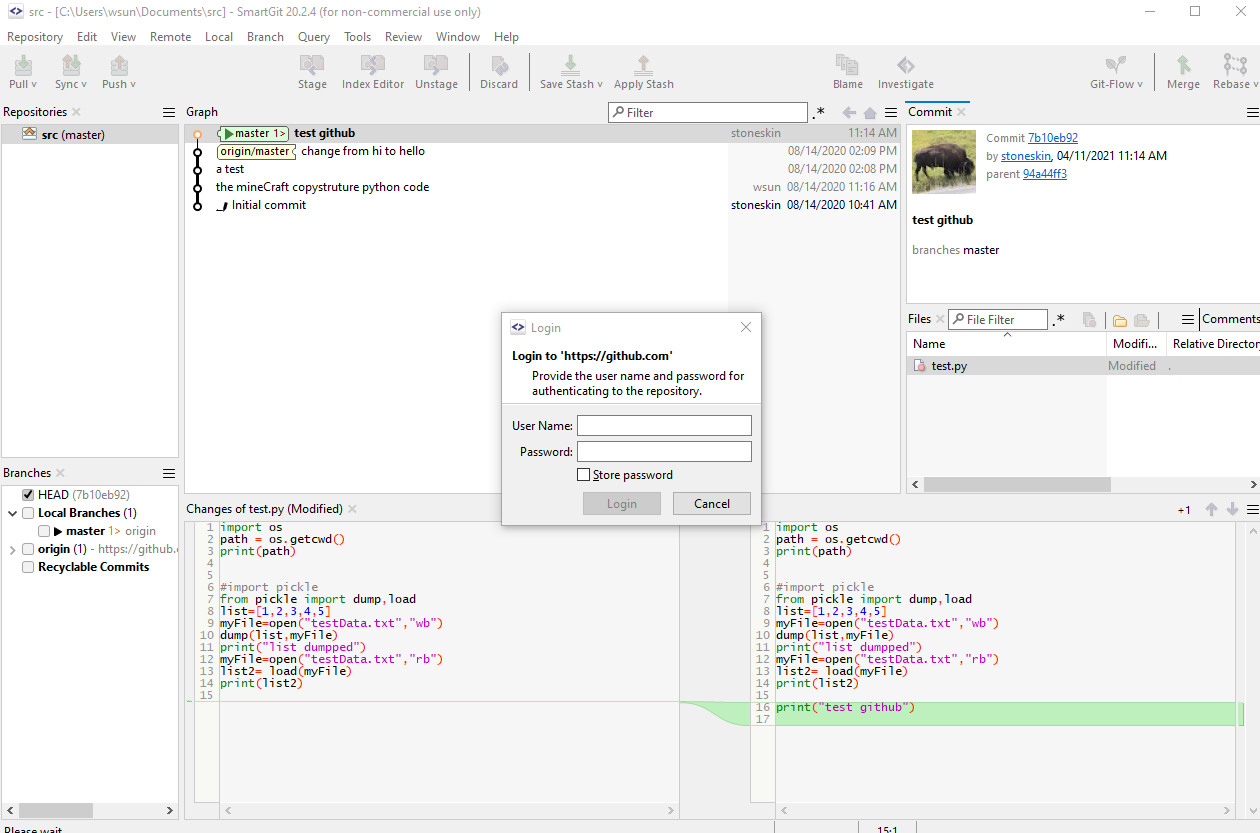 src - [C:\Users\wsun\Documents\src] - SmartGit 20.2.4 (for non-commercial use only)
Repository Edit View Remote Local Branch Query Tools Review Window Help
Pull Sync Push Stage Index Editor Unstage Discard Save Stash Apply Stash Blame Investigate Git-Flow Merge Rebase
Repositories
src (master)
Graph
Filter
.*
master 1> test github stoneskin 11:14 AM
origin/master change from hi to hello 08/14/2020 02:09 PM
a test 08/14/2020 02:08 PM
the mineCraft copystruture python code wsun 08/14/2020 11:16 AM
Initial commit stoneskin 08/14/2020 10:41 AM
Commit
Commit 7b10eb92
by stoneskin, 04/11/2021 11:14 AM
parent 94a44ff3
test github
branches master
Files
File Filter
.*
Comments
Name Modifi... Relative Director
test.py Modified .
Login
Login to 'https://github.com'
Provide the user name and password for
authenticating to the repository.
User Name:
Password:
Store password
Login Cancel
Branches
HEAD (7b10eb92)
Local Branches (1)
master 1> origin
origin (1) - https://github.
Recyclable Commits
Changes of test.py (Modified)
+1
1 import os
2 path = os.getcwd()
3 print(path)
4
5
6 #import pickle
7 from pickle import dump,load
8 list=[1,2,3,4,5]
9 myFile=open("testData.txt","wb")
10 dump(list,myFile)
11 print("list dumpped")
12 myFile=open("testData.txt","rb")
13 list2= load(myFile)
14 print(list2)
15
1 import os
2 path = os.getcwd()
3 print(path)
4
5
6 #import pickle
7 from pickle import dump,load
8 list=[1,2,3,4,5]
9 myFile=open("testData.txt","wb")
10 dump(list,myFile)
11 print("list dumpped")
12 myFile=open("testData.txt","rb")
13 list2= load(myFile)
14 print(list2)
15
16 print("test github")
17
Please wait
15:1